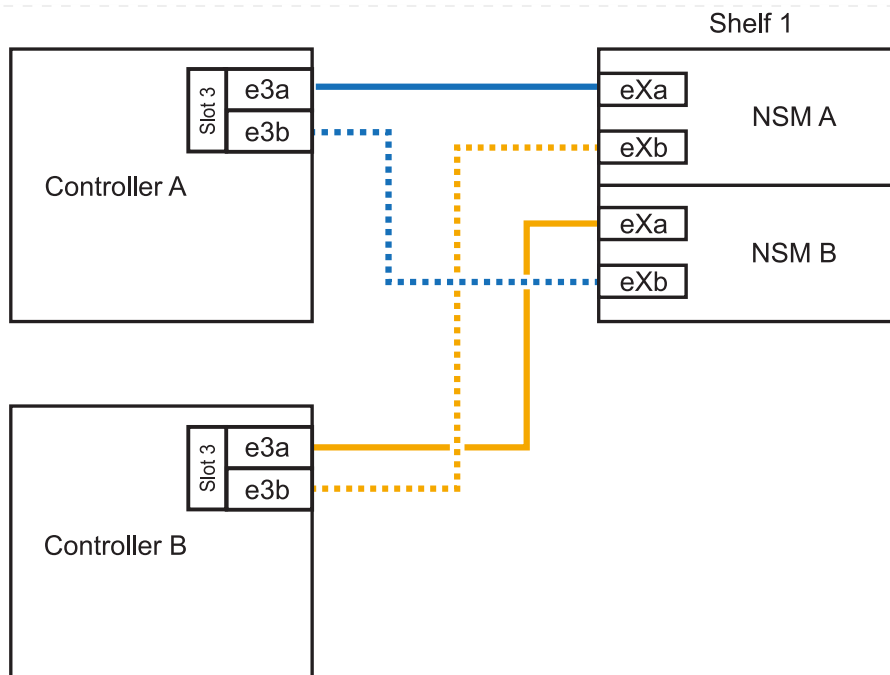 Shelf 1
Slot 3
e3a
e3b
Controller A
eXa
eXb
NSM A
eXa
eXb
NSM B
Slot 3
e3a
e3b
Controller B